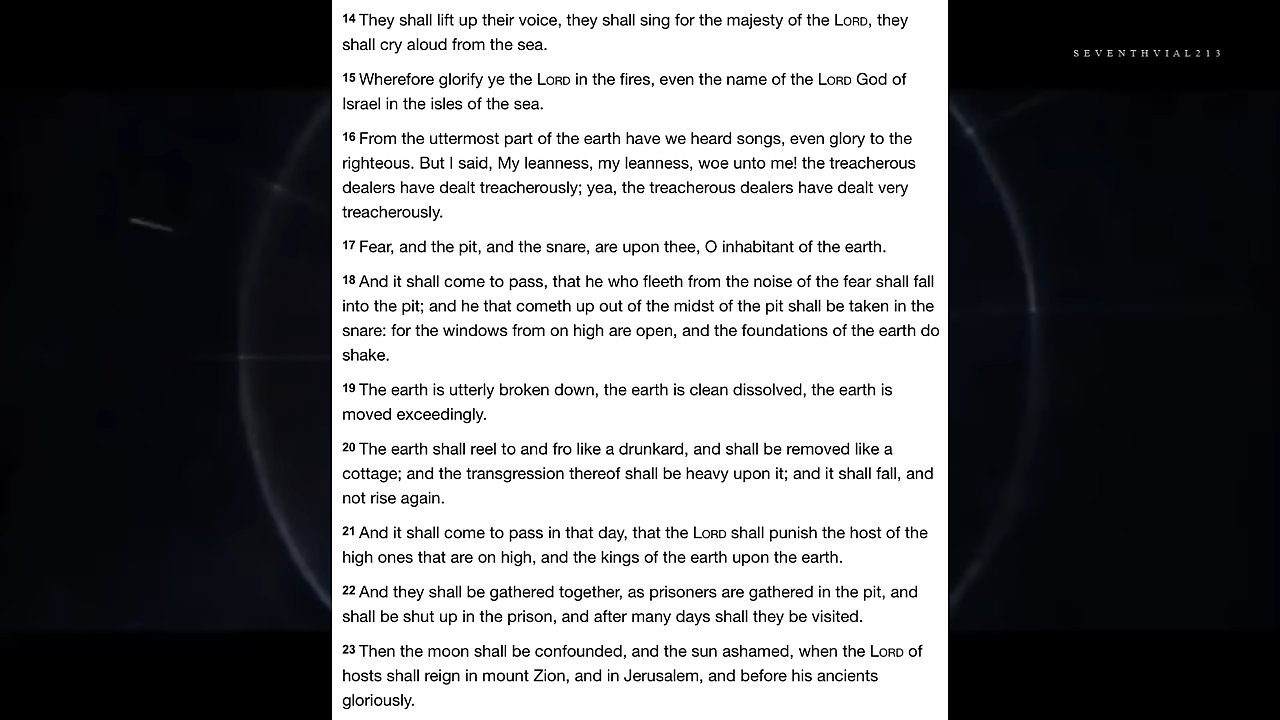 14 They shall lift up their voice, they shall sing for the majesty of the LORD, they
shall cry aloud from the sea.
SEVENTHVIAL213
15 Wherefore glorify ye the LORD in the fires, even the name of the LORD God of
Israel in the isles of the sea.
16 From the uttermost part of the earth have we heard songs, even glory to the
righteous. But I said, My leanness, my leanness, woe unto me! the treacherous
dealers have dealt treacherously; yea, the treacherous dealers have dealt very
treacherously.
17 Fear, and the pit, and the snare, are upon thee, O inhabitant of the earth.
18 And it shall come to pass, that he who fleeth from the noise of the fear shall fall
into the pit; and he that cometh up out of the midst of the pit shall be taken in the
snare: for the windows from on high are open, and the foundations of the earth do
shake.
19 The earth is utterly broken down, the earth is clean dissolved, the earth is
moved exceedingly.
20 The earth shall reel to and fro like a drunkard, and shall be removed like a
cottage; and the transgression thereof shall be heavy upon it; and it shall fall, and
not rise again.
21 And it shall come to pass in that day, that the LORD shall punish the host of the
high ones that are on high, and the kings of the earth upon the earth.
22 And they shall be gathered together, as prisoners are gathered in the pit, and
shall be shut up in the prison, and after many days shall they be visited.
23 Then the moon shall be confounded, and the sun ashamed, when the LORD of
hosts shall reign in mount Zion, and in Jerusalem, and before his ancients
gloriously.